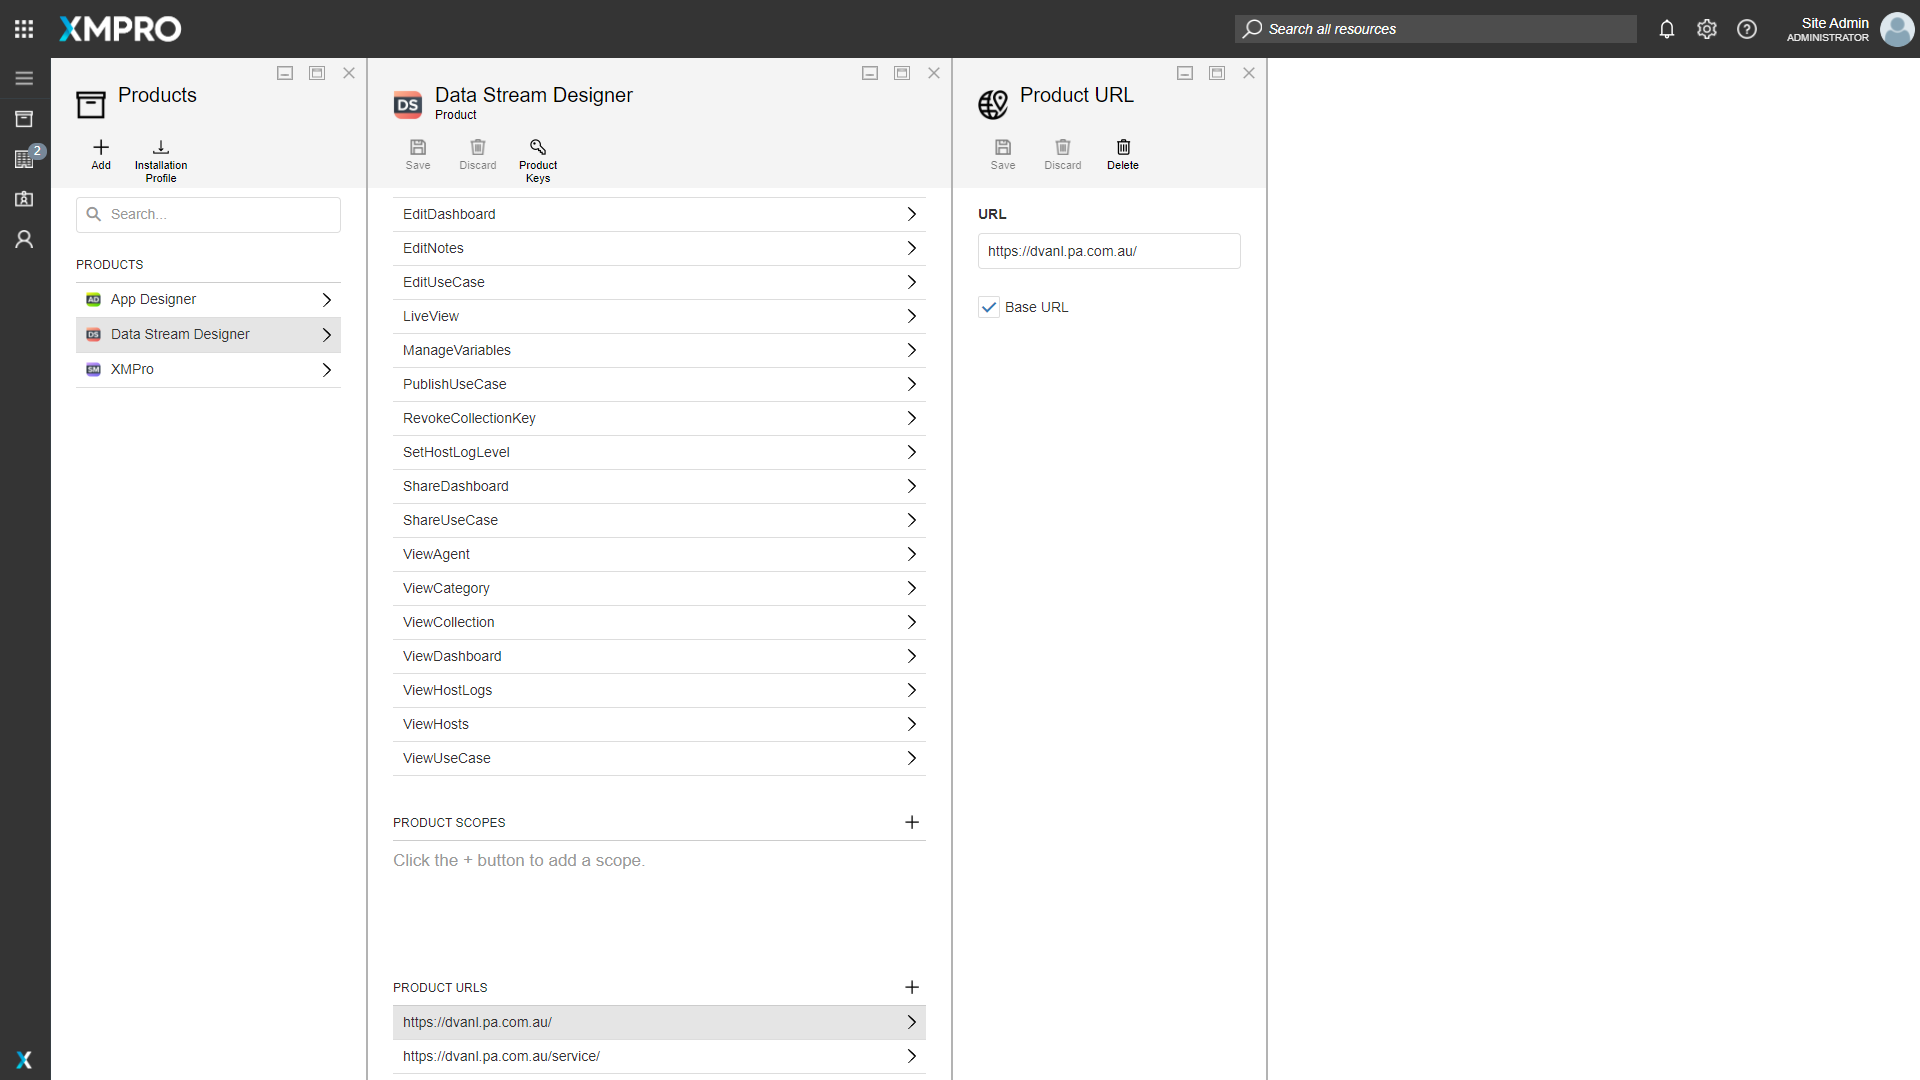 XMPRO
Search all resources
Site Admin
ADMINISTRATOR
2
Products
Add
Installation
Profile
Search...
PRODUCTS
AD App Designer
DS Data Stream Designer
SM XMPro
DS
Data Stream Designer
Product
Save
Discard
Product
Keys
EditDashboard
EditNotes
EditUseCase
LiveView
ManageVariables
PublishUseCase
RevokeCollectionKey
SetHostLogLevel
ShareDashboard
ShareUseCase
ViewAgent
ViewCategory
ViewCollection
ViewDashboard
ViewHostLogs
ViewHosts
ViewUseCase
PRODUCT SCOPES
Click the + button to add a scope.
PRODUCT URLS
https://dvanl.pa.com.au/
https://dvanl.pa.com.au/service/
Product URL
Save
Discard
Delete
URL
https://dvanl.pa.com.au/
Base URL
X